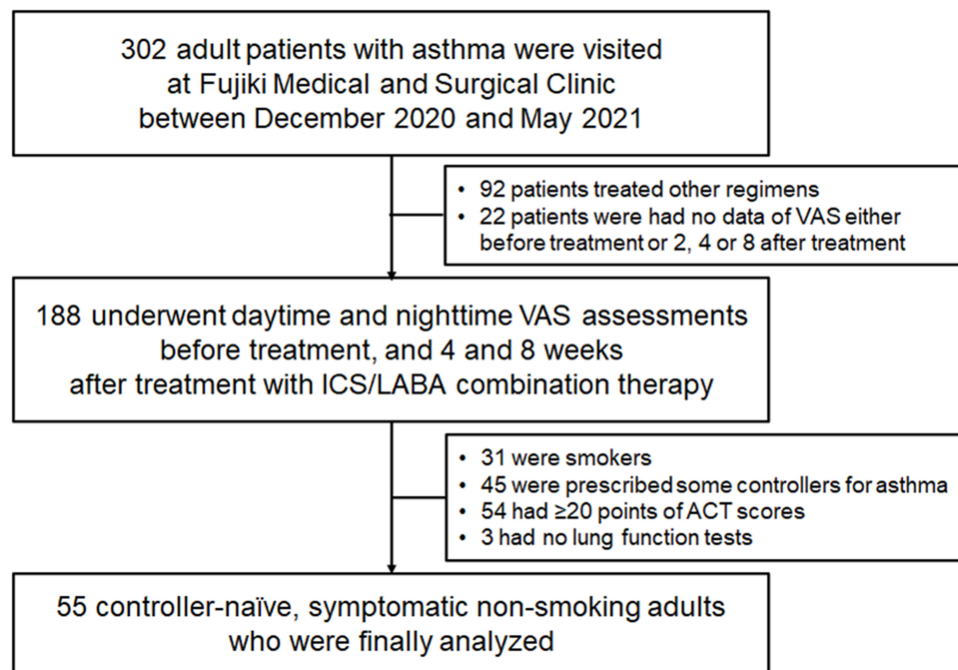 302 adult patients with asthma were visited
at Fujiki Medical and Surgical Clinic
between December 2020 and May 2021
• 92 patients treated other regimens
• 22 patients were had no data of VAS either
before treatment or 2, 4 or 8 after treatment
188 underwent daytime and nighttime VAS assessments
before treatment, and 4 and 8 weeks
after treatment with ICS/LABA combination therapy
• 31 were smokers
• 45 were prescribed some controllers for asthma
• 54 had ≥20 points of ACT scores
• 3 had no lung function tests
55 controller-naïve, symptomatic non-smoking adults
who were finally analyzed